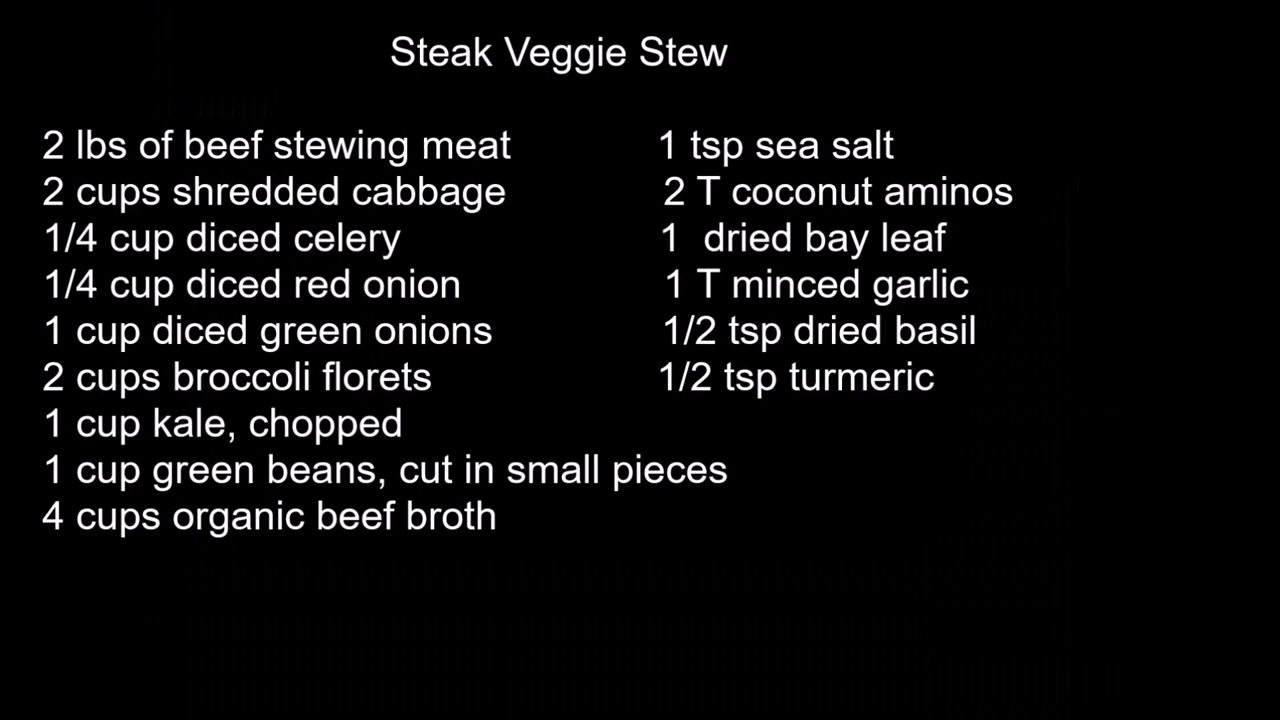 Steak Veggie Stew
2 lbs of beef stewing meat
2 cups shredded cabbage
1/4 cup diced celery
1/4 cup diced red onion
1 cup diced green onions
2 cups broccoli florets
1 cup kale, chopped
1 cup green beans, cut in small pieces
4 cups organic beef broth
1 tsp sea salt
2 T coconut aminos
1 dried bay leaf
1 T minced garlic
1/2 tsp dried basil
1/2 tsp turmeric